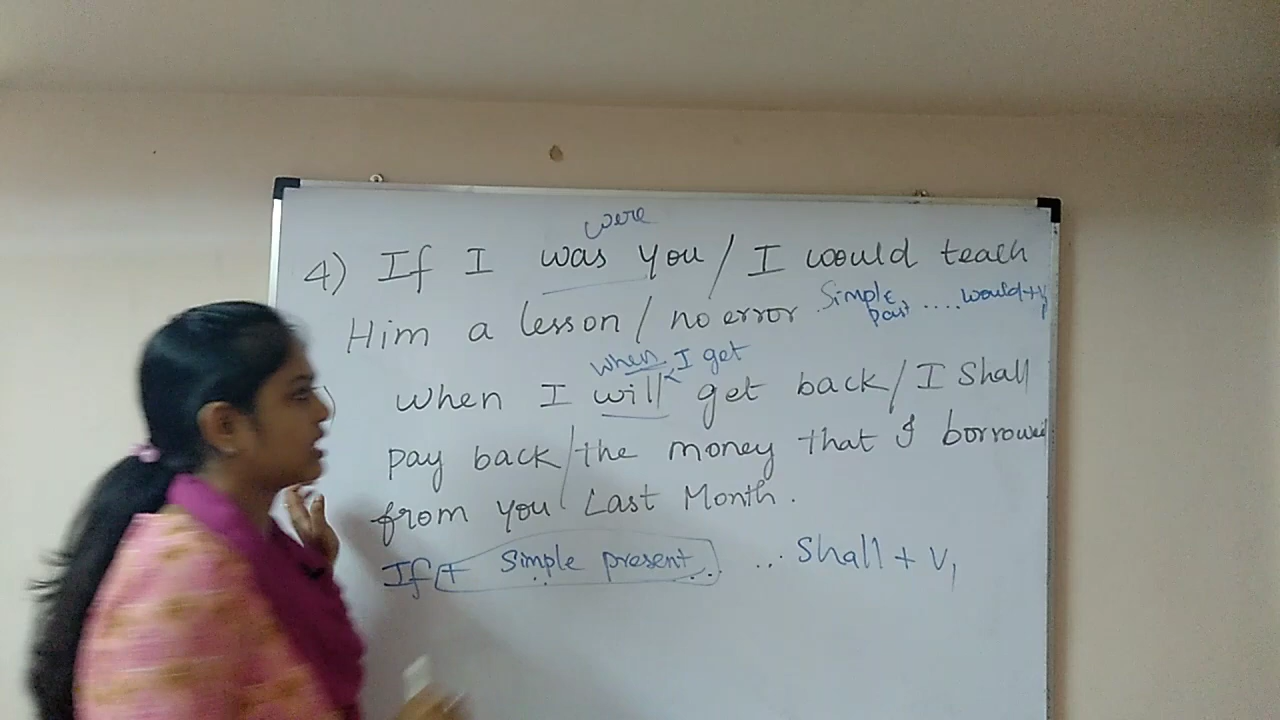 were
4) If I was you / I would teach
Him a lesson / no error. Simple past .... would + V1
when I get
) When I will get back / I Shall
pay back / the money that I borrowed
from you Last Month.
If + Simple present ... Shall + V1